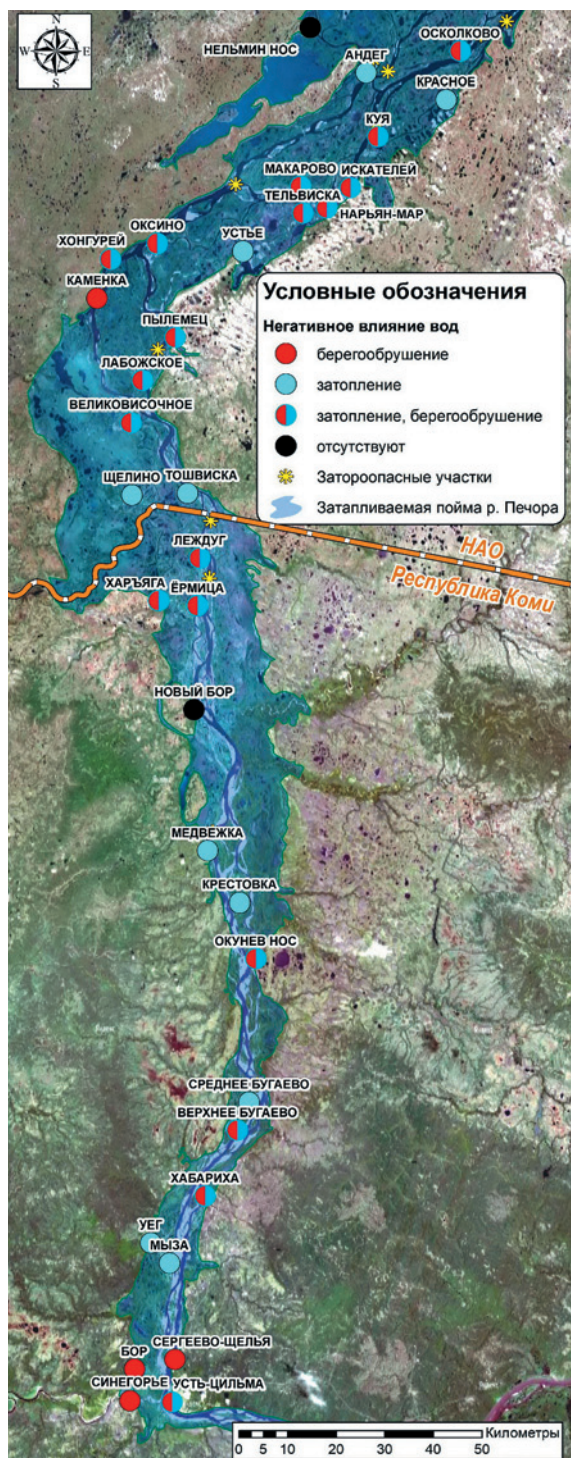 N
W E
S
НЕЛЬМИН НОС
ОСКОЛКОВО
АНДЕГ
КРАСНОЕ
КУЯ
МАКАРОВО ИСКАТЕЛЕЙ
ТЕЛЬВИСКА
НАРЬЯН-МАР
ОКСИНО
ХОНГУРЕЙ
УСТЬЕ
КАМЕНКА
Условные обозначения
Негативное влияние вод
берегообрушение
затопление
затопление, берегообрушение
отсутствуют
Затороопасные участки
Затапливаемая пойма р. Печора
ПЫЛЕМЕЦ
ЛАБОЖСКОЕ
ВЕЛИКОВИСОЧНОЕ
ЩЕЛИНО ТОШВИСКА
ЛЕЖДУГ
НАО
Республика Коми
ХАРЪЯГА ЁРМИЦА
НОВЫЙ БОР
МЕДВЕЖКА
КРЕСТОВКА
ОКУНЕВ НОС
СРЕДНЕЕ БУГАЕВО
ВЕРХНЕЕ БУГАЕВО
ХАБАРИХА
УЕГ
МЫЗА
СЕРГЕЕВО-ЩЕЛЬЯ
БОР
СИНЕГОРЬЕ УСТЬ-ЦИЛЬМА
Километры
0 5 10 20 30 40 50